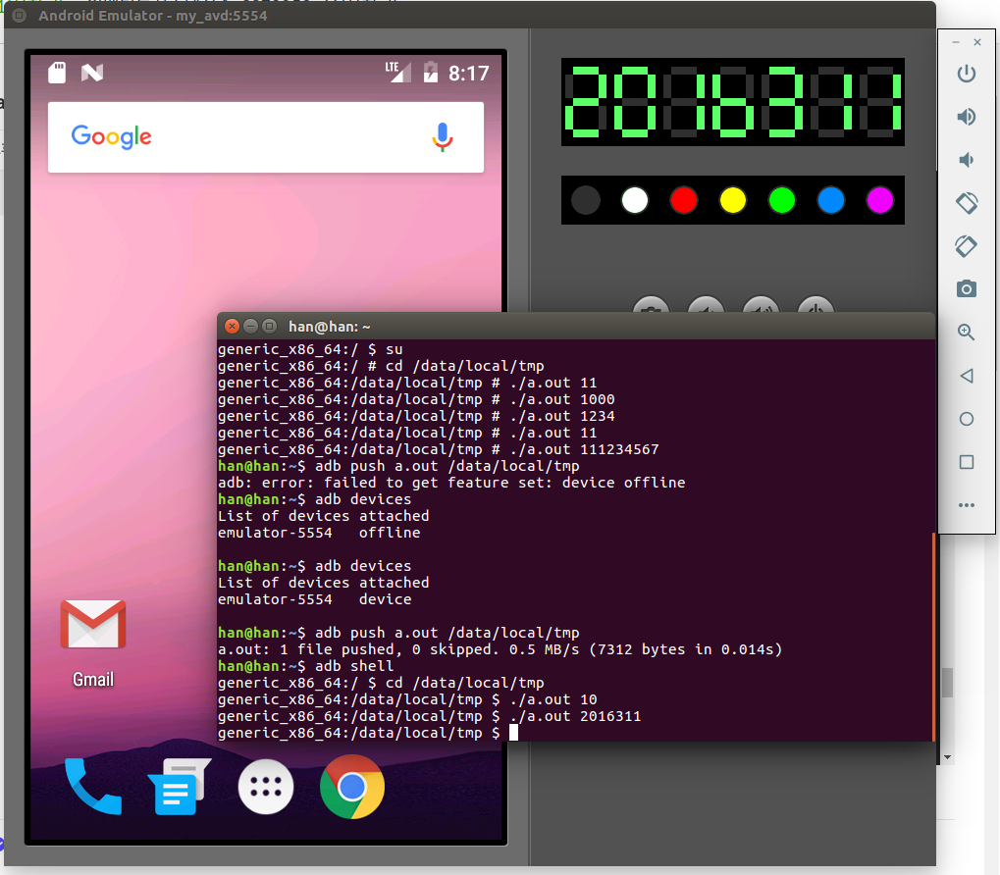 Android Emulator - my_avd:5554
LTE 8:17
Google
2016311
han@han: ~
generic_x86_64:/ $ su
generic_x86_64:/ # cd /data/local/tmp
generic_x86_64:/data/local/tmp # ./a.out 11
generic_x86_64:/data/local/tmp # ./a.out 1000
generic_x86_64:/data/local/tmp # ./a.out 1234
generic_x86_64:/data/local/tmp # ./a.out 11
generic_x86_64:/data/local/tmp # ./a.out 111234567
han@han:~$ adb push a.out /data/local/tmp
adb: error: failed to get feature set: device offline
han@han:~$ adb devices
List of devices attached
emulator-5554   offline
han@han:~$ adb devices
List of devices attached
emulator-5554   device
han@han:~$ adb push a.out /data/local/tmp
a.out: 1 file pushed, 0 skipped. 0.5 MB/s (7312 bytes in 0.014s)
han@han:~$ adb shell
generic_x86_64:/ $ cd /data/local/tmp
generic_x86_64:/data/local/tmp $ ./a.out 10
generic_x86_64:/data/local/tmp $ ./a.out 2016311
generic_x86_64:/data/local/tmp $
Gmail